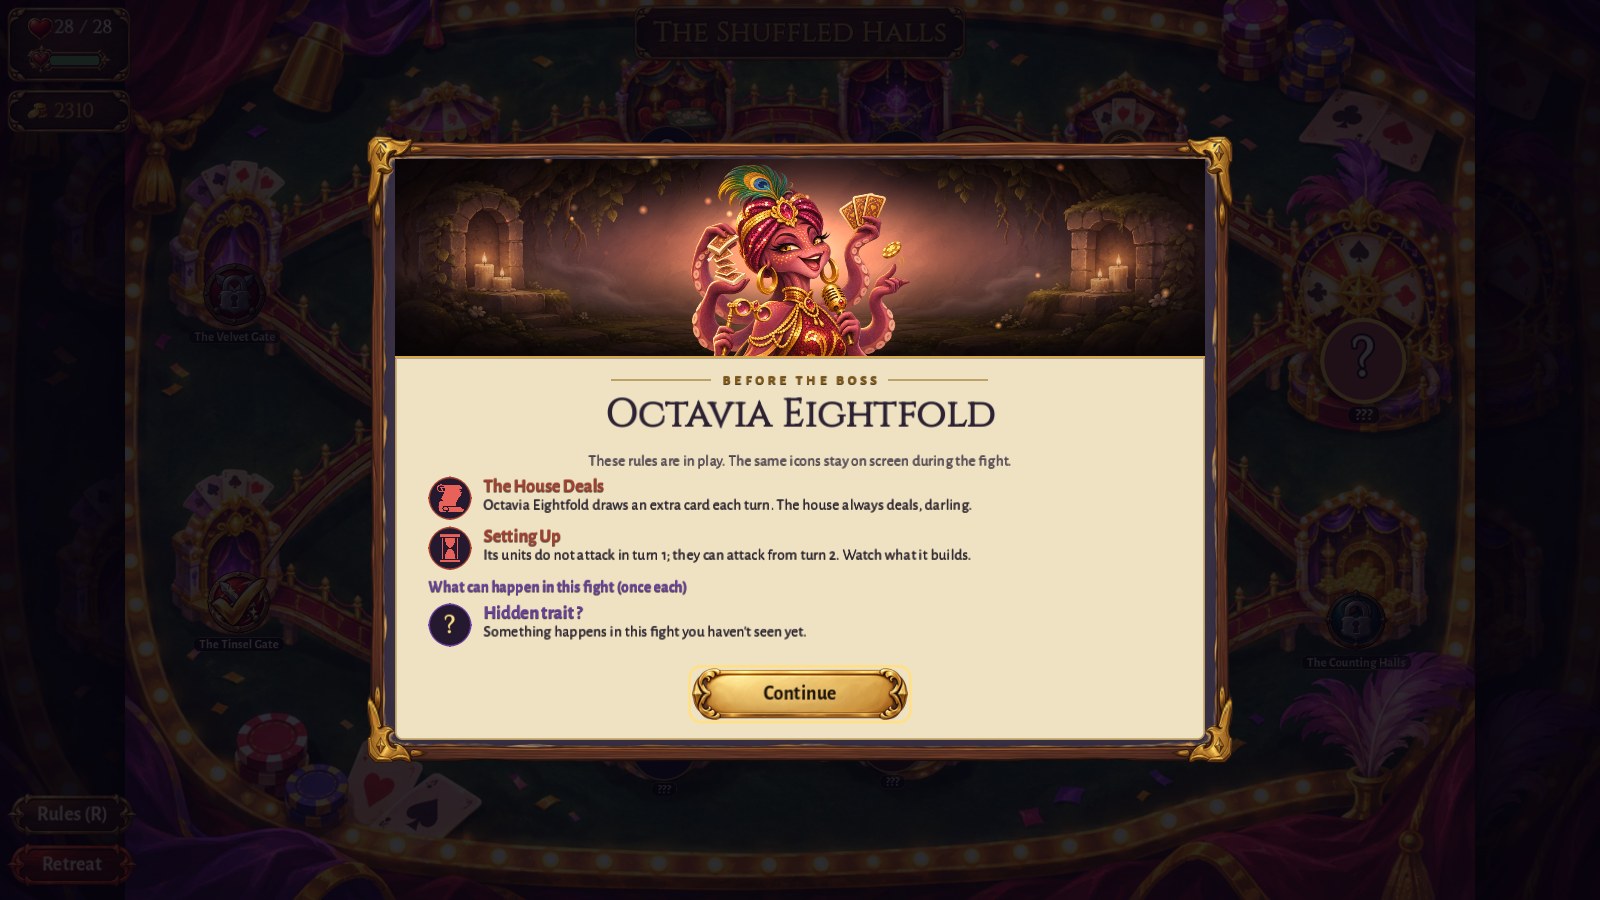 28 / 28
THE SHUFFLED HALLS
2310
The Velvet Gate
BEFORE THE BOSS
OCTAVIA EIGHTFOLD
These rules are in play. The same icons stay on screen during the fight.
The House Deals
Octavia Eightfold draws an extra card each turn. The house always deals, darling.
Setting Up
Its units do not attack in turn 1; they can attack from turn 2. Watch what it builds.
What can happen in this fight (once each)
?
Hidden trait ?
Something happens in this fight you haven't seen yet.
Continue
?
???
The Tinsel Gate
The Counting Halls
???
???
Rules (R)
Retreat